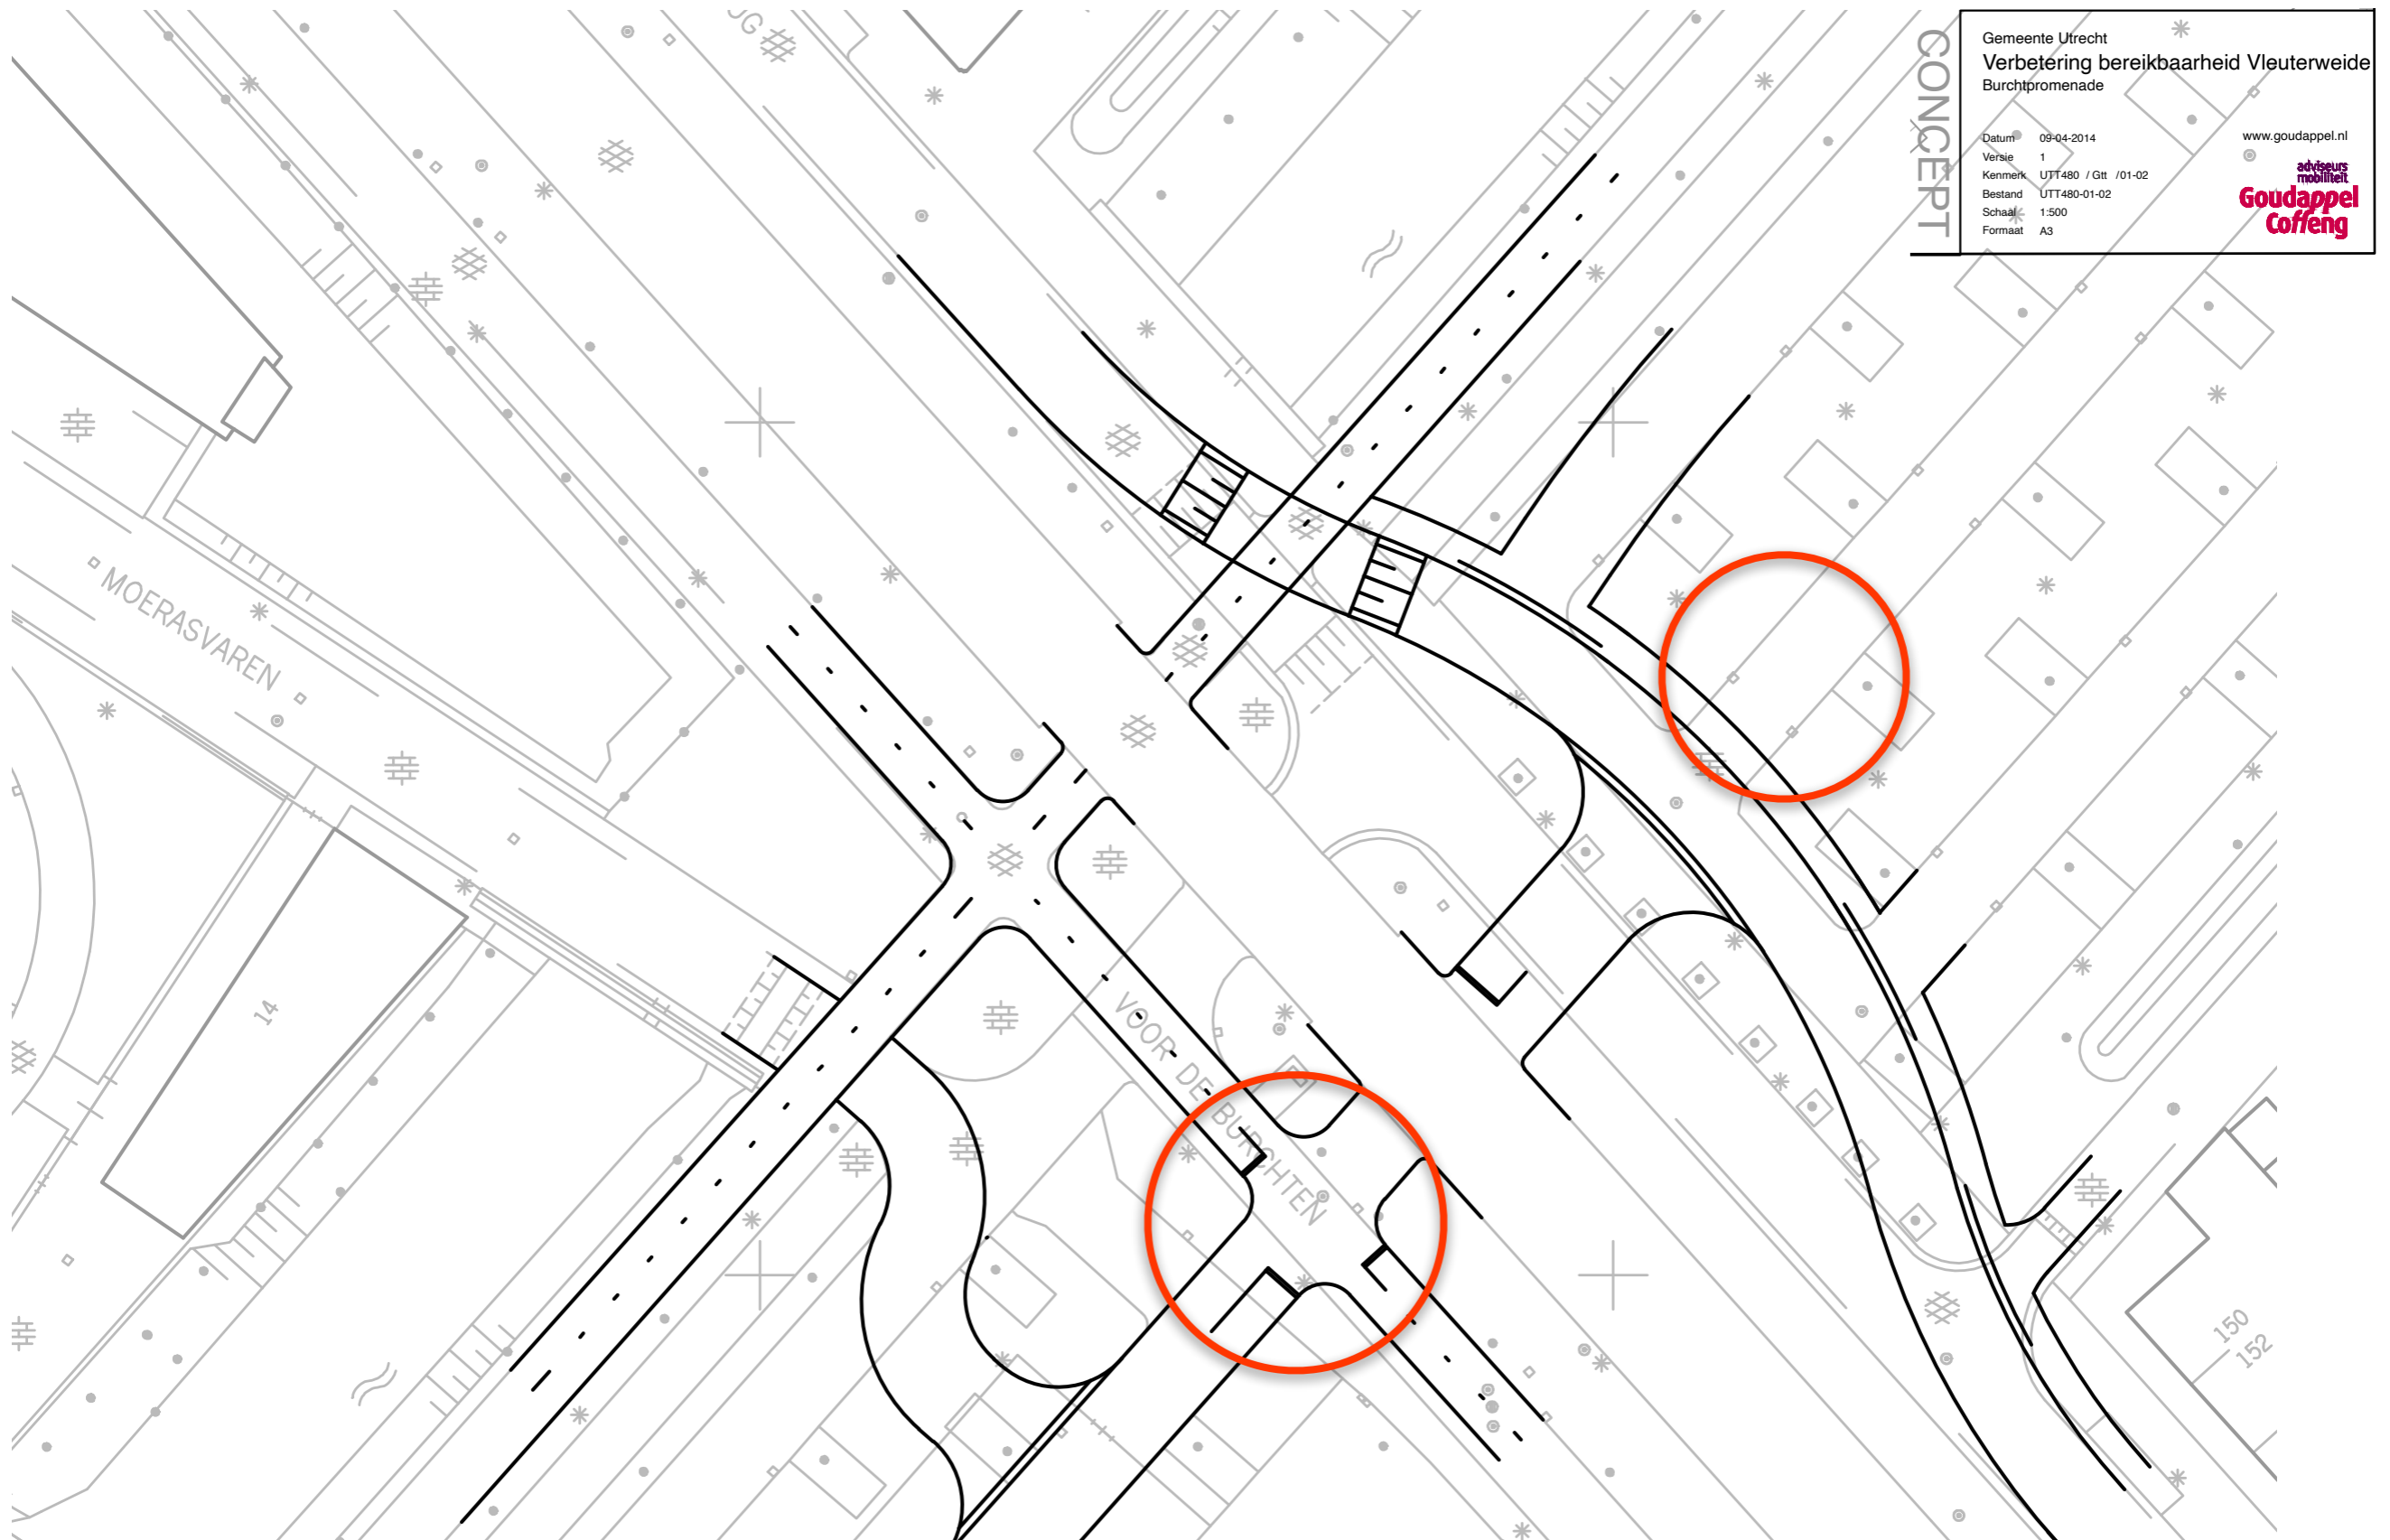 CONCEPT
Gemeente Utrecht
Verbetering bereikbaarheid Vleuterweide
Burchtpromenade
Datum 09-04-2014
Versie 1
Kenmerk UTT480 / Gtt /01-02
Bestand UTT480-01-02
Schaal 1:500
Formaat A3
www.goudappel.nl
adviseurs
mobiliteit
Goudappel
Coffeng
OG
MOERASVAREN
14
VOOR DE BURCHTEN
150
152